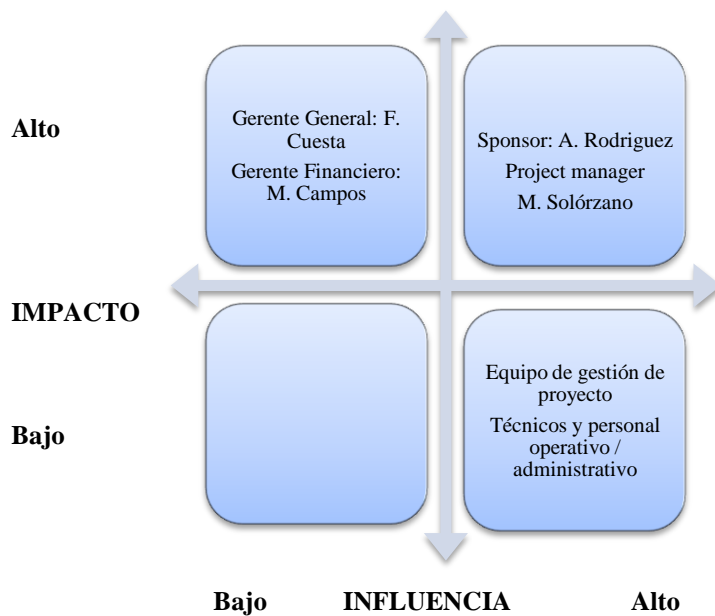 Alto
Gerente General: F.
Cuesta
Gerente Financiero:
M. Campos
Sponsor: A. Rodriguez
Project manager
M. Solórzano
IMPACTO
Bajo
Equipo de gestión de
proyecto
Técnicos y personal
operativo /
administrativo
Bajo INFLUENCIA Alto